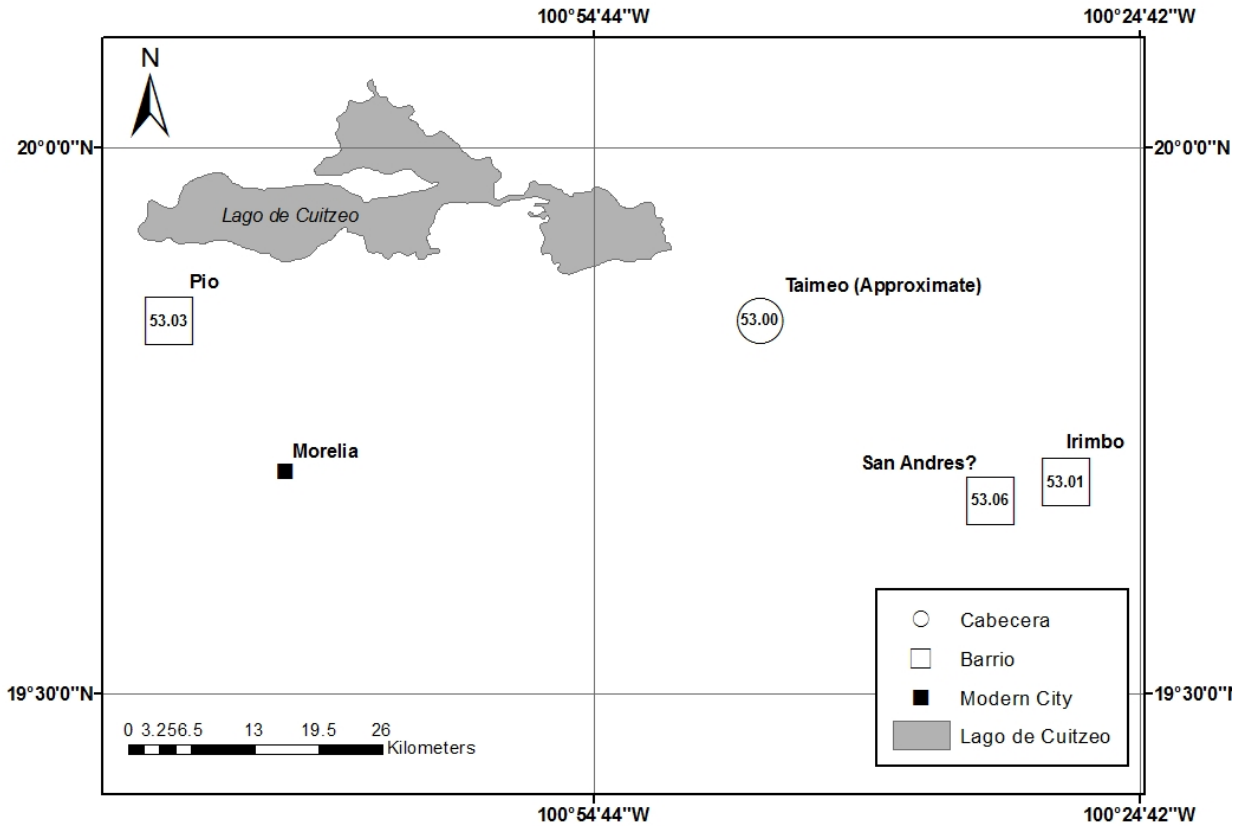 100°54'44"W
100°24'42"W
N
20°0'0"N
20°0'0"N
Lago de Cuitzeo
Pio
53.03
Taimeo (Approximate)
53.00
Morelia
Irimbo
53.01
San Andres?
53.06
Cabecera
Barrio
Modern City
Lago de Cuitzeo
19°30'0"N
19°30'0"N
0 3.256.5 13 19.5 26
Kilometers
100°54'44"W
100°24'42"W